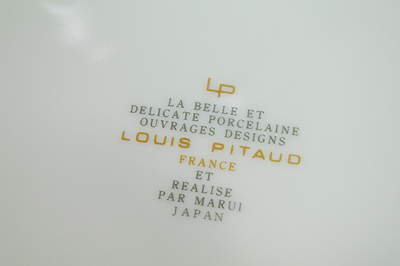 LP
LA BELLE ET
DELICATE PORCELAINE
OUVRAGES DESIGNS
LOUIS PITAUD
FRANCE
ET
REALISE
PAR MARUI
JAPAN